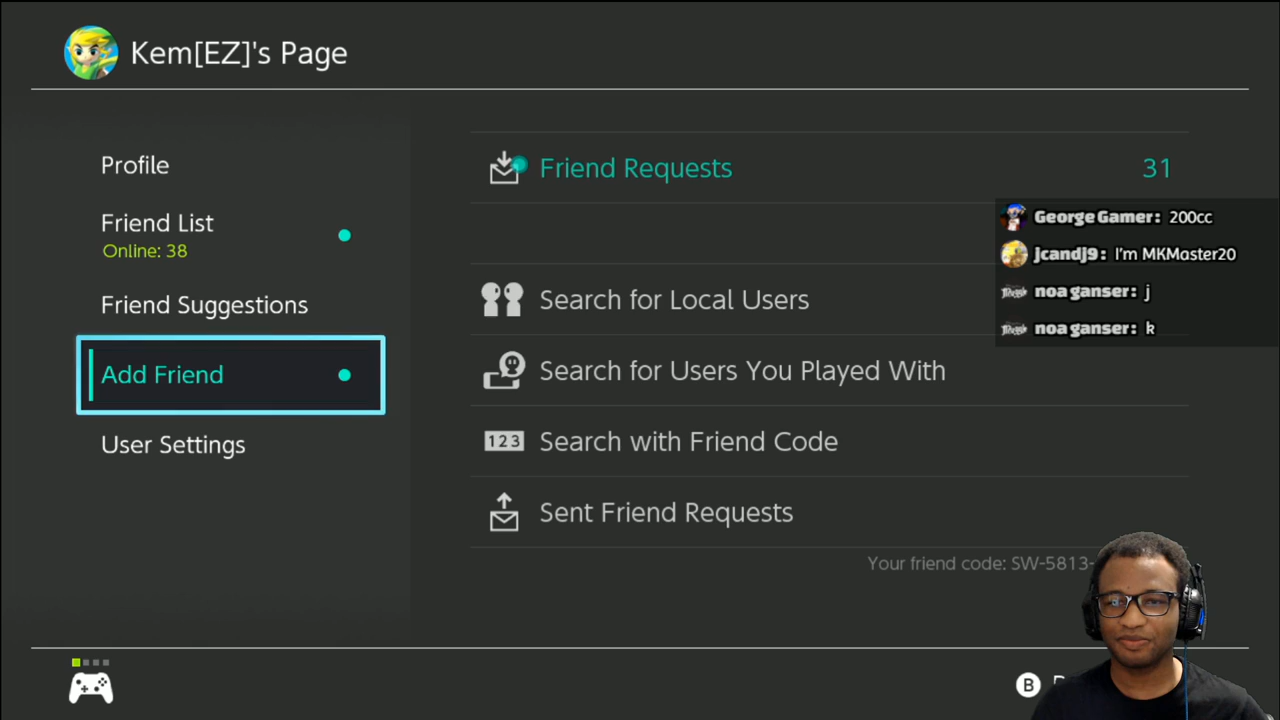 Kem[EZ]'s Page
Profile
Friend List
Online: 38
Friend Suggestions
Add Friend
User Settings
Friend Requests 31
Search for Local Users
Search for Users You Played With
123 Search with Friend Code
Sent Friend Requests
Your friend code: SW-5813-
George Gamer: 200cc
jcandj9: I'm MKMaster20
noa ganser: j
noa ganser: k
B